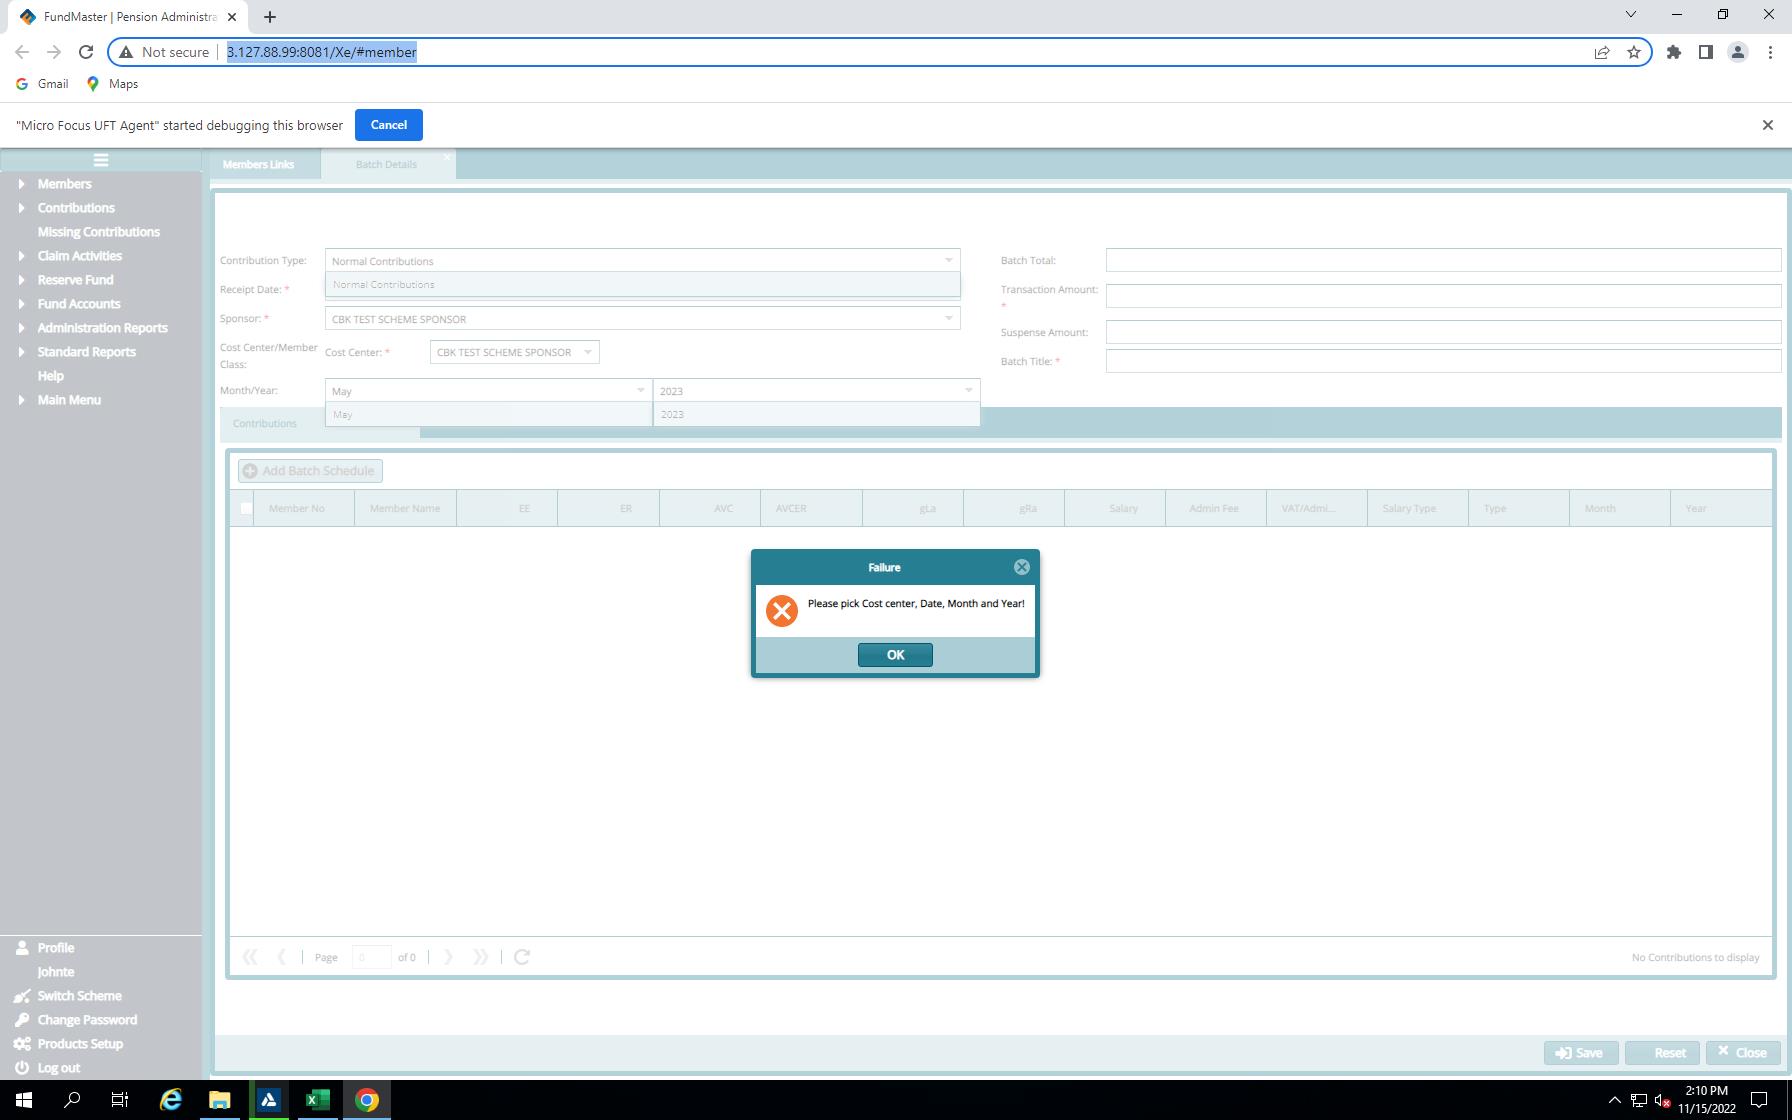 FundMaster | Pension Administra
Not secure
3.127.88.99:8081/Xe/#member
Gmail
Maps
"Micro Focus UFT Agent" started debugging this browser
Cancel
Members Links
Batch Details
Members
Contributions
Missing Contributions
Claim Activities
Reserve Fund
Fund Accounts
Administration Reports
Standard Reports
Help
Main Menu
Contribution Type:
Normal Contributions
Normal Contributions
Receipt Date: *
Sponsor: *
CBK TEST SCHEME SPONSOR
Cost Center/Member
Class:
Cost Center: *
CBK TEST SCHEME SPONSOR
Month/Year:
May
2023
May
2023
Batch Total:
Transaction Amount:
*
Suspense Amount:
Batch Title: *
Contributions
Add Batch Schedule
Member No
Member Name
EE
ER
AVC
AVCER
gLa
gRa
Salary
Admin Fee
VAT/Admi...
Salary Type
Type
Month
Year
Failure
Please pick Cost center, Date, Month and Year!
OK
Page
0
of 0
No Contributions to display
Profile
Johnte
Switch Scheme
Change Password
Products Setup
Log out
Save
Reset
Close
2:10 PM
11/15/2022